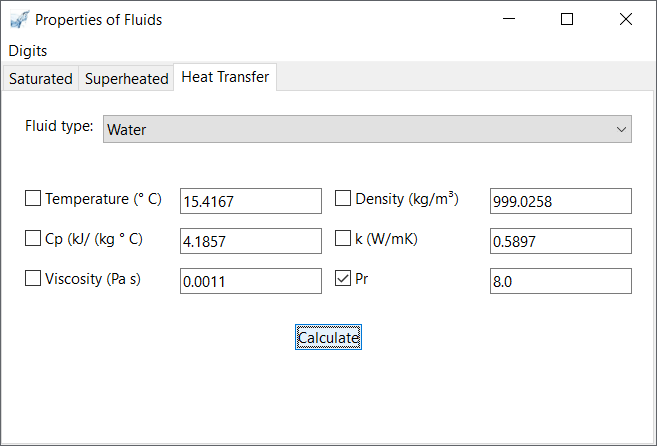 Properties of Fluids
Digits
Saturated Superheated Heat Transfer
Fluid type: Water
Temperature (° C) 15.4167 Density (kg/m³) 999.0258
Cp (kJ/ (kg ° C) 4.1857 k (W/mK) 0.5897
Viscosity (Pa s) 0.0011 Pr 8.0
Calculate